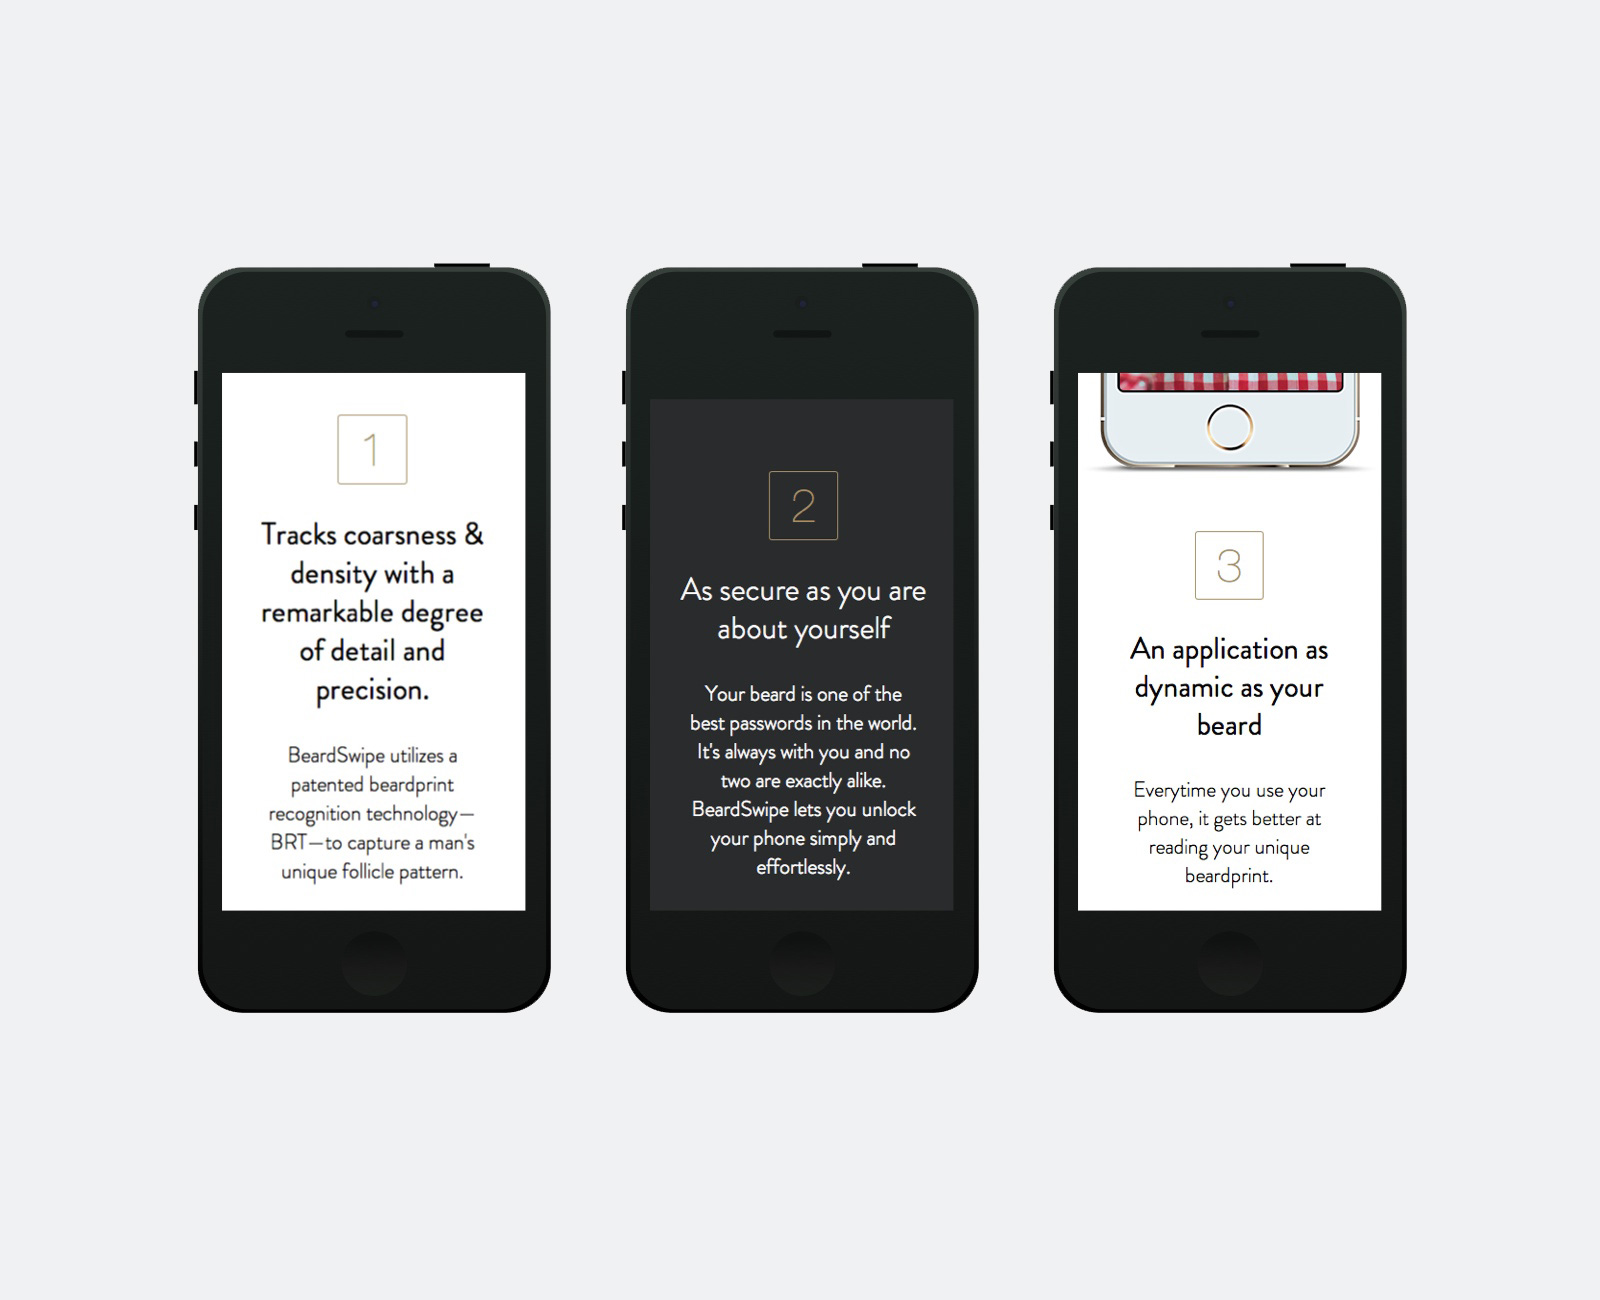 1
Tracks coarsness &
density with a
remarkable degree
of detail and
precision.
BeardSwipe utilizes a
patented beardprint
recognition technology—
BRT—to capture a man's
unique follicle pattern.
2
As secure as you are
about yourself
Your beard is one of the
best passwords in the world.
It's always with you and no
two are exactly alike.
BeardSwipe lets you unlock
your phone simply and
effortlessly.
3
An application as
dynamic as your
beard
Everytime you use your
phone, it gets better at
reading your unique
beardprint.